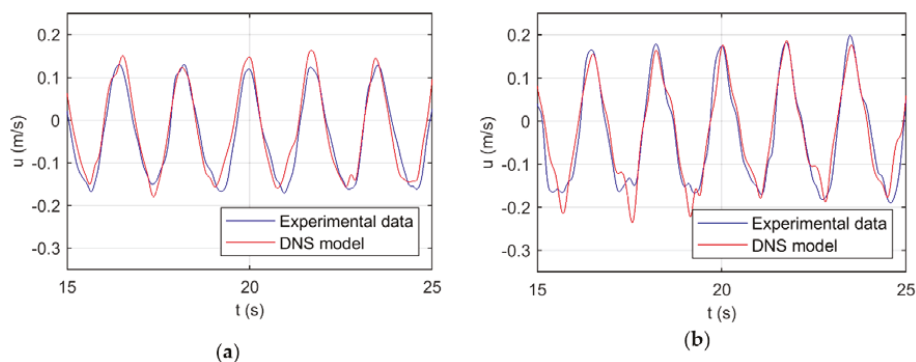 0.2
0.1
0
-0.1
-0.2
-0.3
u (m/s)
Experimental data
DNS model
15
20
25
t (s)
(a)
0.2
0.1
0
-0.1
-0.2
-0.3
u (m/s)
Experimental data
DNS model
15
20
25
t (s)
(b)